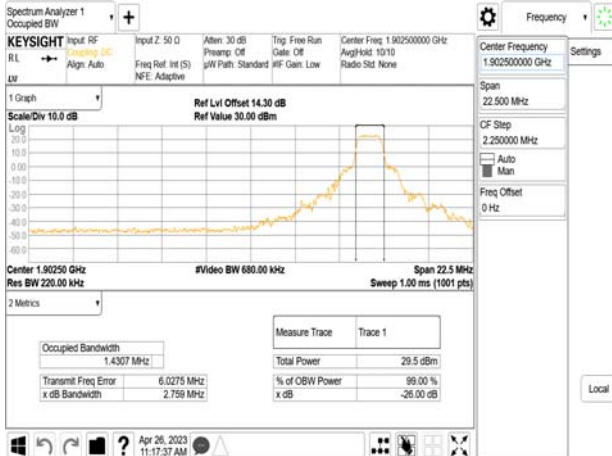 Spectrum Analyzer 1
Occupied BW
Frequency
KEYSIGHT
RL
Input: RF
Coupling: DC
Align: Auto
Input Z: 50 Ω
Freq Ref: Int (S)
NFE: Adaptive
Atten: 30 dB
Preamp: Off
µW Path: Standard
Trig: Free Run
Gate: Off
#IF Gain: Low
Center Freq: 1.902500000 GHz
Avg|Hold: 10/10
Radio Std: None
Center Frequency
1.902500000 GHz
Settings
Span
22.500 MHz
CF Step
2.250000 MHz
Auto
Man
Freq Offset
0 Hz
Local
1 Graph
Scale/Div 10.0 dB
Ref Lvl Offset 14.30 dB
Ref Value 30.00 dBm
Log
20.0
10.0
0.00
-10.0
-20.0
-30.0
-40.0
-50.0
-60.0
Center 1.90250 GHz
#Video BW 680.00 kHz
Span 22.5 MHz
Res BW 220.00 kHz
Sweep 1.00 ms (1001 pts)
2 Metrics
Measure Trace Trace 1
Occupied Bandwidth
1.4307 MHz
Total Power 29.5 dBm
Transmit Freq Error 6.0275 MHz
% of OBW Power 99.00 %
x dB Bandwidth 2.759 MHz
x dB -26.00 dB
?
Apr 26, 2023
11:17:37 AM